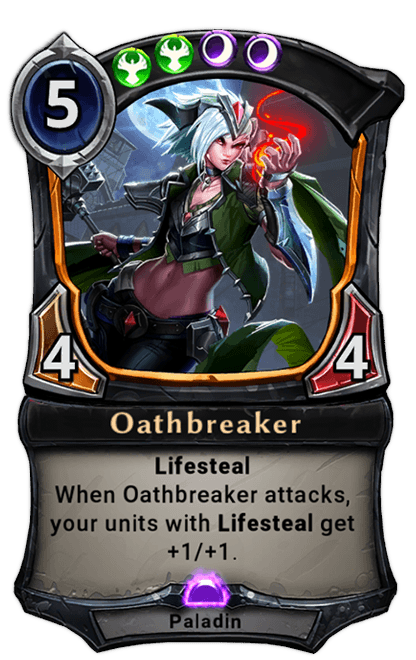 5
4
4
Oathbreaker
Lifesteal
When Oathbreaker attacks,
your units with Lifesteal get
+1/+1.
Paladin